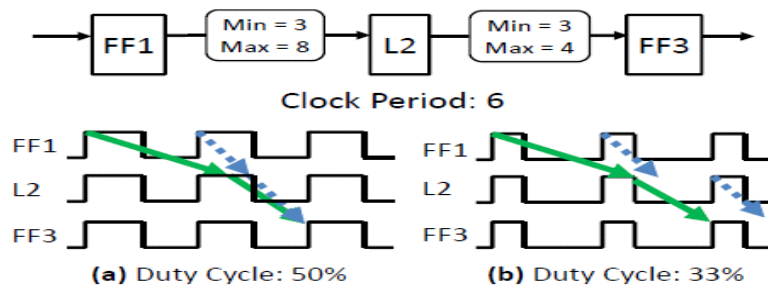 FF1
Min = 3
Max = 8
L2
Min = 3
Max = 4
FF3
Clock Period: 6
FF1
L2
FF3
(a) Duty Cycle: 50%
FF1
L2
FF3
(b) Duty Cycle: 33%